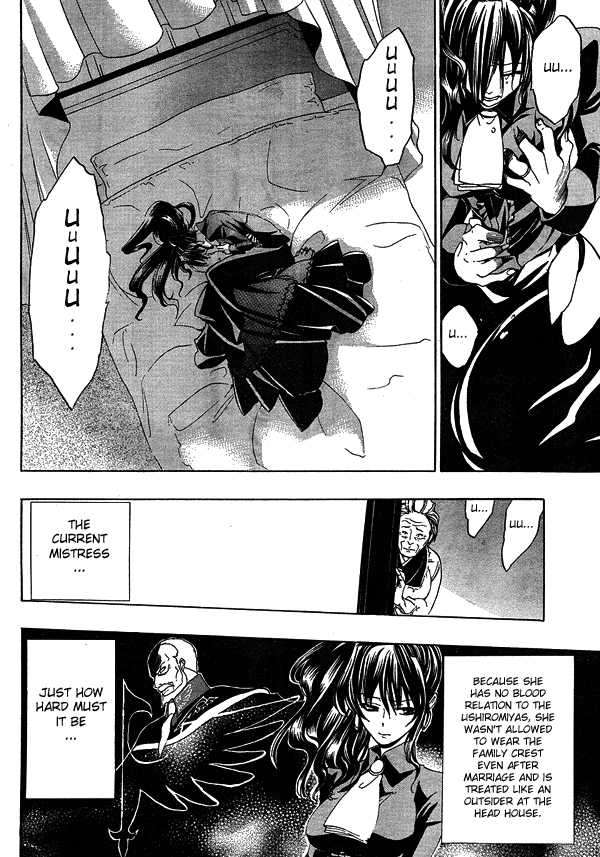 UU...
U...
UUUU...
UUUUU...
UU...
U...
THE
CURRENT
MISTRESS
...
BECAUSE SHE
HAS NO BLOOD
RELATION TO THE
USHIROMIYAS, SHE
WASN'T ALLOWED
TO WEAR THE
FAMILY CREST
EVEN AFTER
MARRIAGE AND IS
TREATED LIKE AN
OUTSIDER AT THE
HEAD HOUSE.
JUST HOW
HARD MUST
IT BE
...